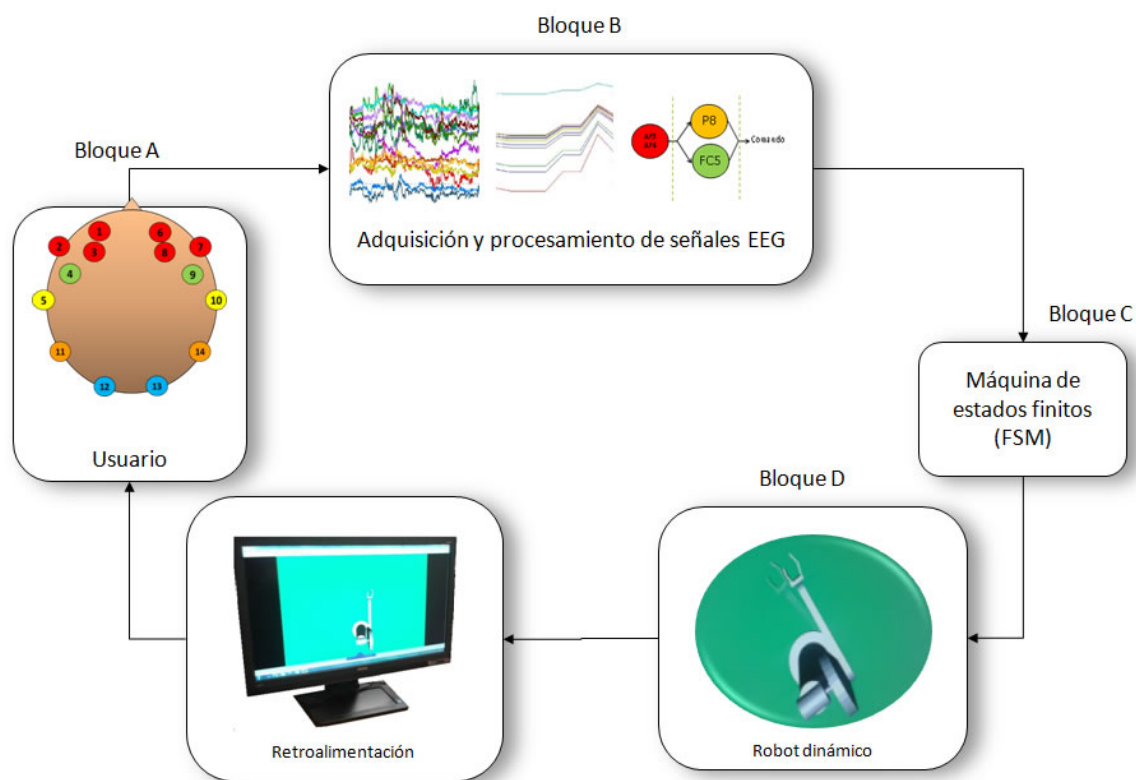 Bloque B
P8
FC5
Comando
Adquisición y procesamiento de señales EEG
Bloque A
1
6
2
3
8
7
4
9
5
10
11
14
12
13
Usuario
Bloque C
Máquina de
estados finitos
(FSM)
Bloque D
Robot dinámico
Retroalimentación